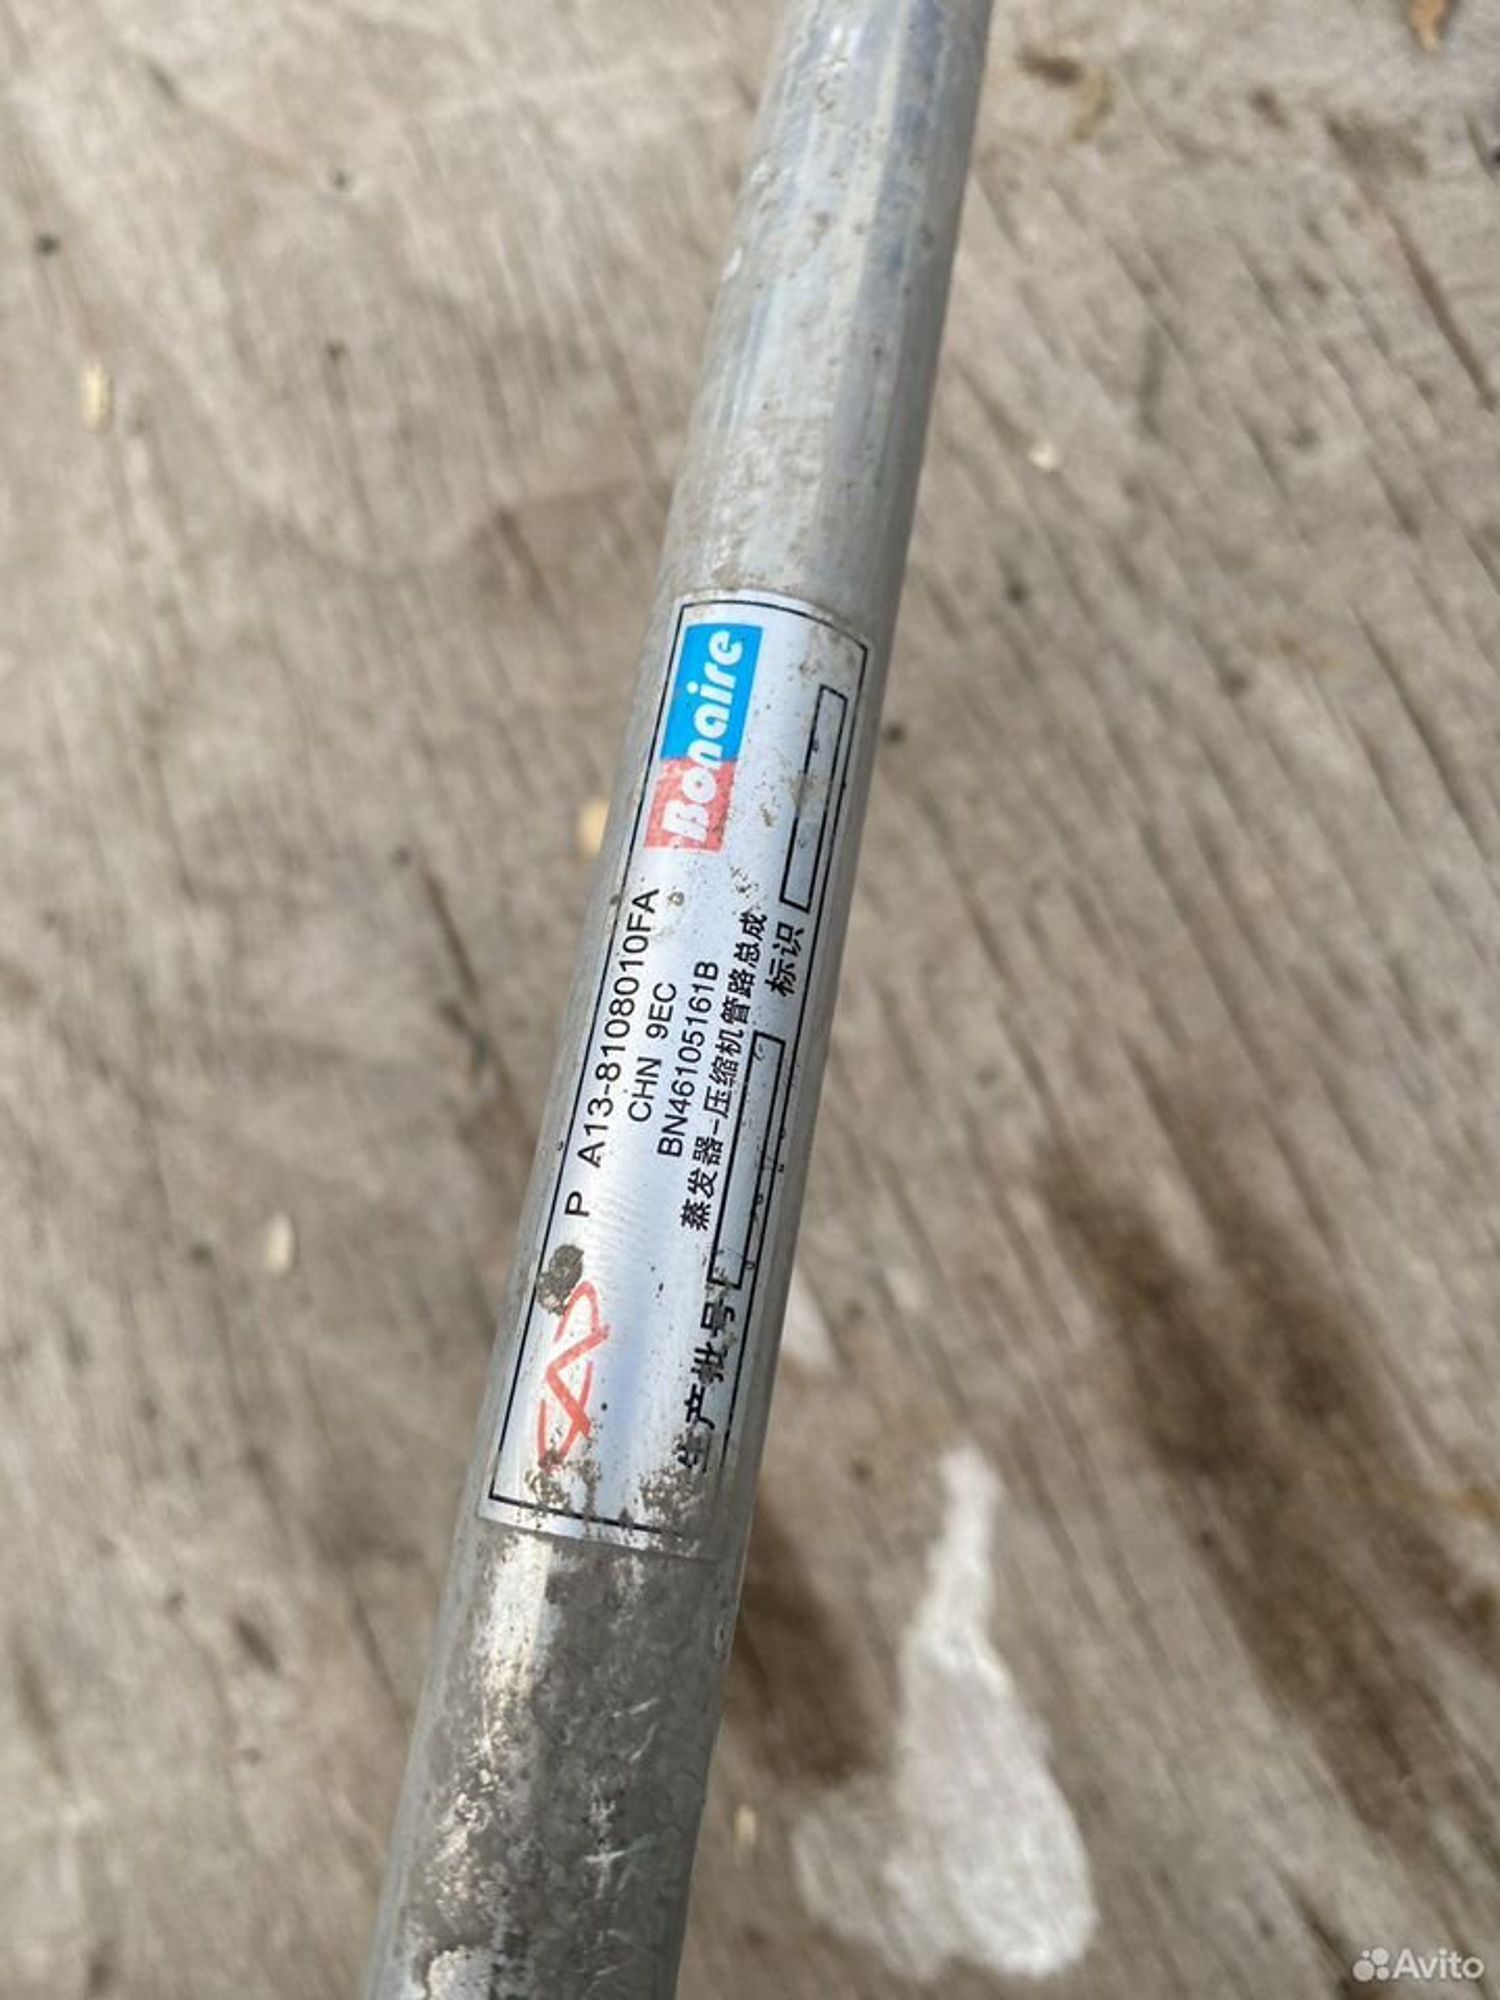 Bonaire
P A13-8108010FA
CHN 9EC
BN46105161B
蒸发器-压缩机管路总成
生产批号
标识
Avito